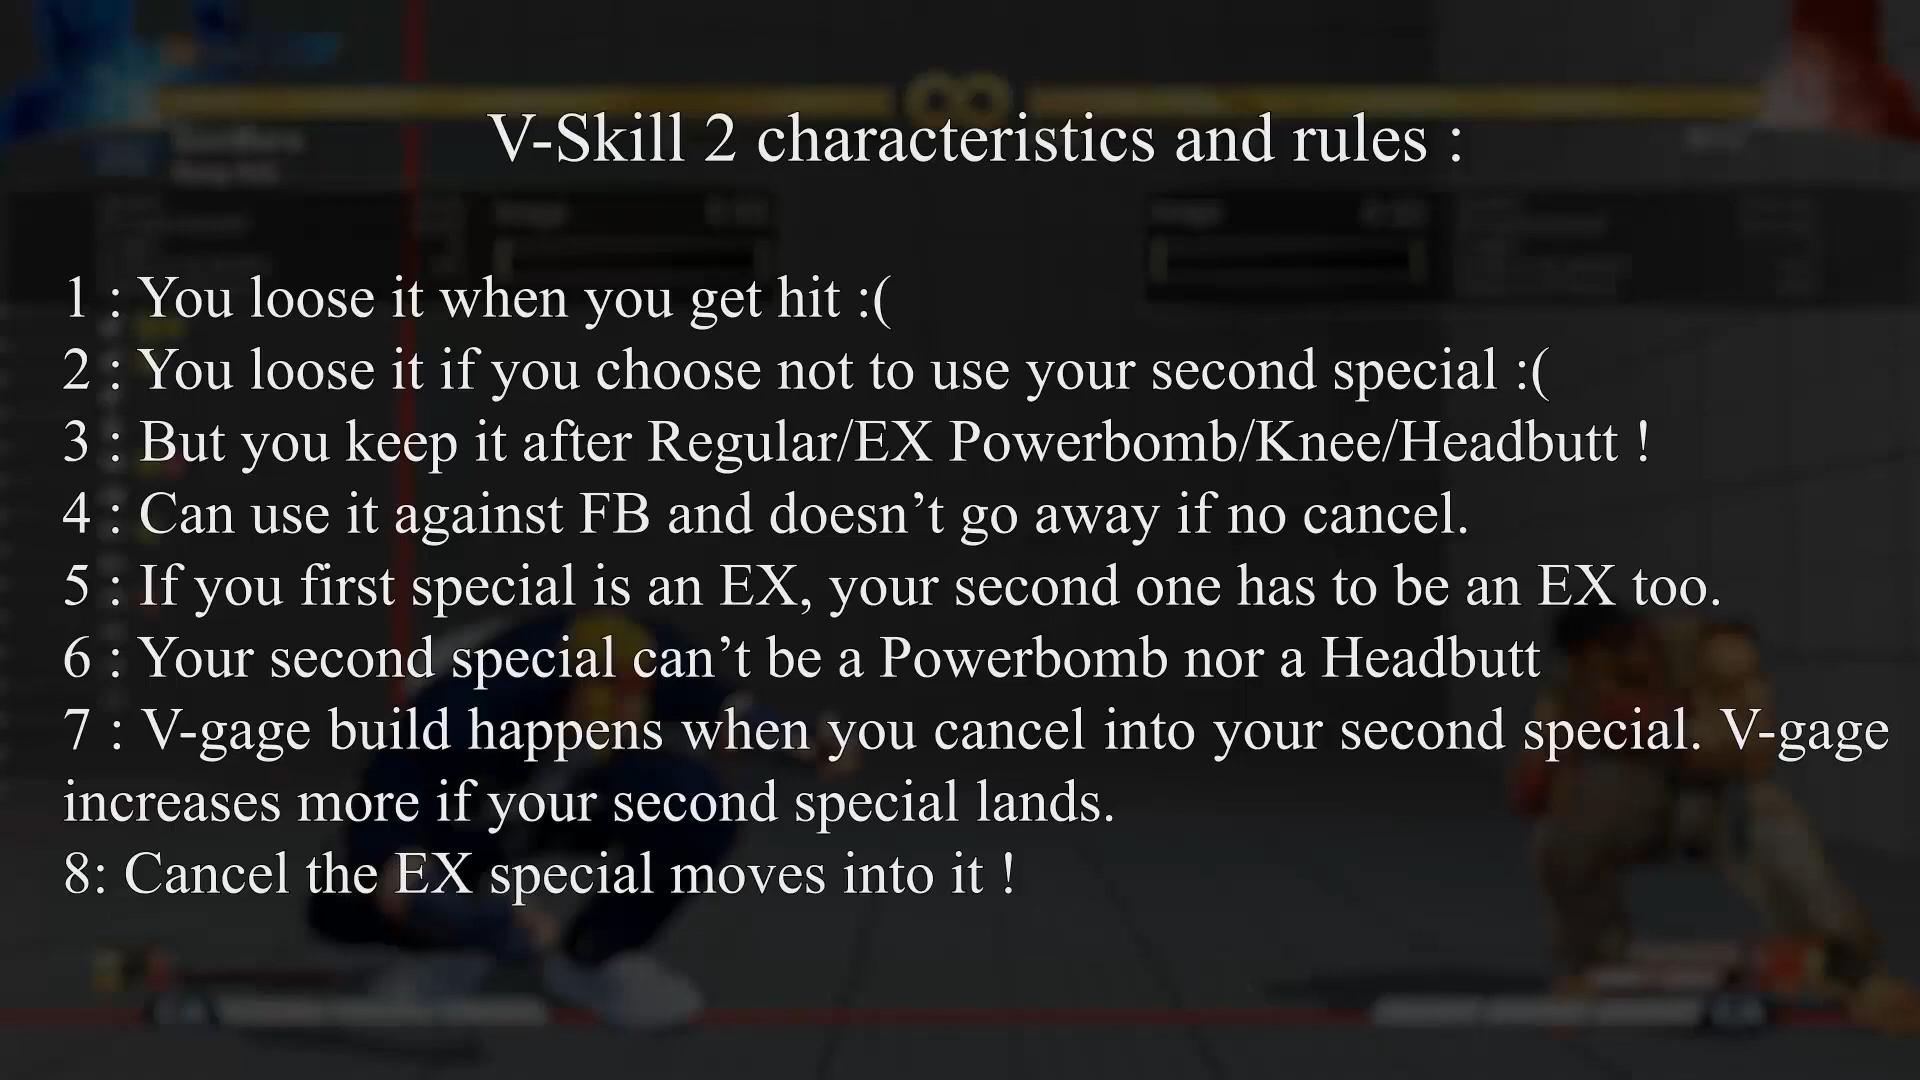 V-Skill 2 characteristics and rules :
1 : You loose it when you get hit :(
2 : You loose it if you choose not to use your second special :(
3 : But you keep it after Regular/EX Powerbomb/Knee/Headbutt !
4 : Can use it against FB and doesn’t go away if no cancel.
5 : If you first special is an EX, your second one has to be an EX too.
6 : Your second special can’t be a Powerbomb nor a Headbutt
7 : V-gage build happens when you cancel into your second special. V-gage
increases more if your second special lands.
8: Cancel the EX special moves into it !